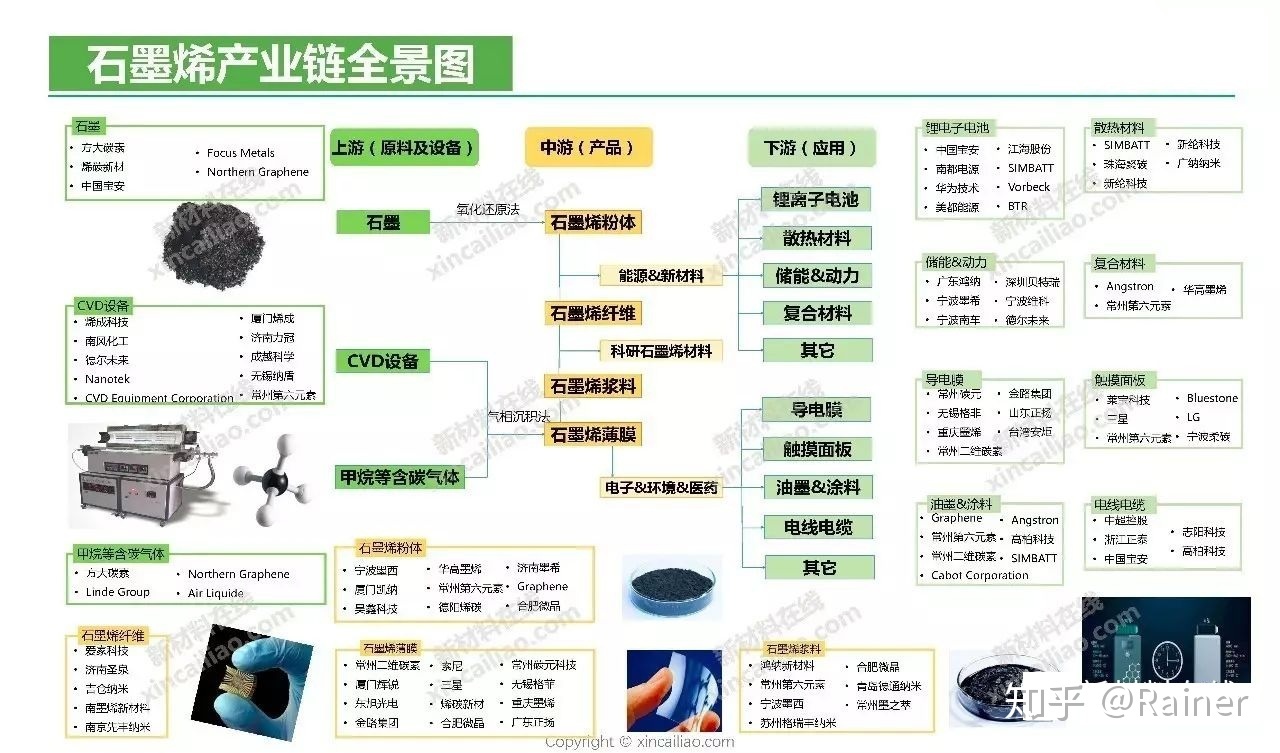 石墨烯产业链全景图
石墨
方大碳素
烯碳新材
中国宝安
Focus Metals
Northern Graphene
上游（原料及设备）
中游（产品）
下游（应用）
石墨
氧化还原法
石墨烯粉体
能源&新材料
石墨烯纤维
科研石墨烯材料
CVD设备
石墨烯浆料
气相沉积法
石墨烯薄膜
甲烷等含碳气体
电子&环境&医药
锂离子电池
散热材料
储能&动力
复合材料
其它
导电膜
触摸面板
油墨&涂料
电线电缆
其它
CVD设备
烯成科技
南风化工
德尔未来
Nanotek
CVD Equipment Corporation
厦门烯成
济南力冠
成越科学
无锡纳盾
常州第六元素
甲烷等含碳气体
方大碳素
Linde Group
Northern Graphene
Air Liquide
石墨烯纤维
爱家科技
济南圣泉
吉仓纳米
南墨烯新材料
南京先丰纳米
石墨烯粉体
宁波墨西
厦门凯纳
昊鑫科技
华高墨烯
常州第六元素
德阳烯碳
济南墨希
Graphene
合肥微晶
石墨烯薄膜
常州二维碳素
厦门辉锐
东旭光电
金路集团
索尼
三星
烯碳新材
合肥微晶
常州碳元科技
无锡格菲
重庆墨烯
广东正扬
石墨烯浆料
鸿纳新材料
常州第六元素
宁波墨西
苏州格瑞丰纳米
合肥微晶
青岛德通纳米
常州墨之萃
锂电子电池
中国宝安
南都电源
华为技术
美都能源
江海股份
SIMBATT
Vorbeck
BTR
散热材料
SIMBATT
珠海聚碳
新纶科技
新纶科技
广纳纳米
储能&动力
广东鸿纳
宁波墨希
宁波南车
深圳贝特瑞
宁波维科
德尔未来
复合材料
Angstron
常州第六元素
华高墨烯
导电膜
常州碳元
无锡格菲
重庆墨烯
常州二维碳素
金路集团
山东正扬
台湾安炬
触摸面板
莱宝科技
三星
常州第六元素
Bluestone
LG
宁波柔碳
油墨&涂料
Graphene
常州第六元素
常州二维碳素
Cabot Corporation
Angstron
高柏科技
SIMBATT
电线电缆
中超控股
浙江正泰
中国宝安
志阳科技
高柏科技
新材料在线
xincailiao.com
知乎 @Rainer
Copyright © xincailiao.com